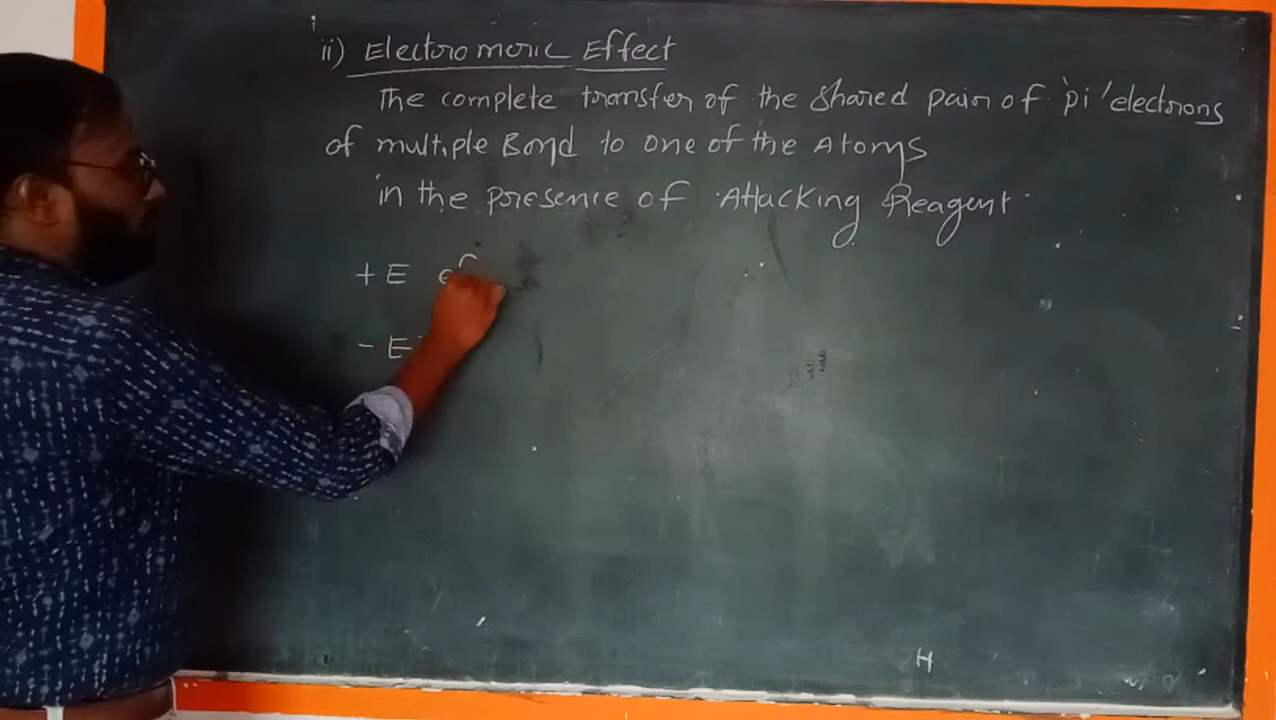 ii) Electromeric Effect
The complete transfer of the shared pair of 'pi' electrons
of multiple Bond to one of the Atoms
in the presence of Attacking Reagent
+ E ef
- E
H